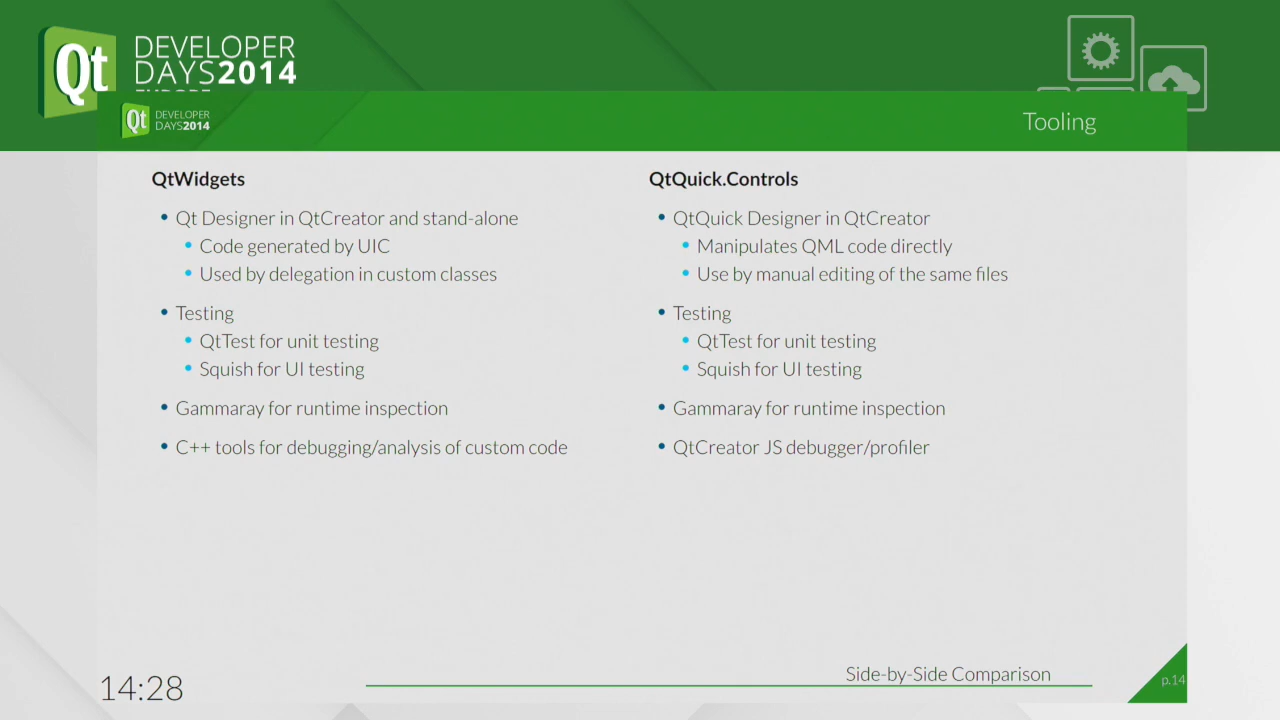 Qt
DEVELOPER
DAYS2014
EUROPE
Qt
DEVELOPER
DAYS2014
Tooling
QtWidgets
• Qt Designer in QtCreator and stand-alone
• Code generated by UIC
• Used by delegation in custom classes
• Testing
• QtTest for unit testing
• Squish for UI testing
• Gammaray for runtime inspection
• C++ tools for debugging/analysis of custom code
QtQuick.Controls
• QtQuick Designer in QtCreator
• Manipulates QML code directly
• Use by manual editing of the same files
• Testing
• QtTest for unit testing
• Squish for UI testing
• Gammaray for runtime inspection
• QtCreator JS debugger/profiler
14:28
Side-by-Side Comparison
p.14